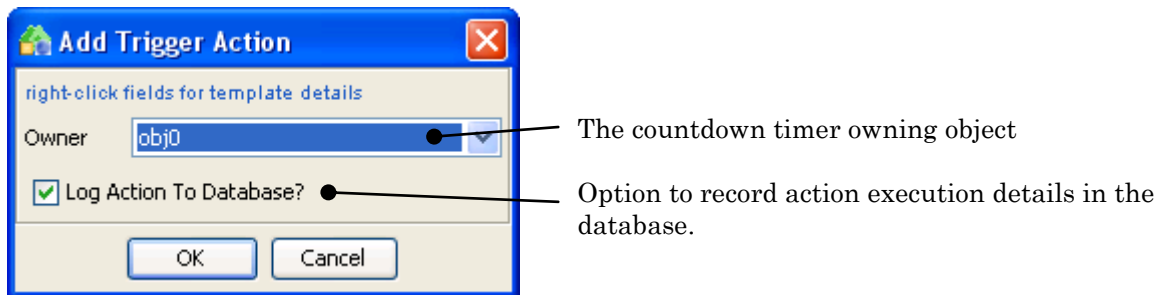 Add Trigger Action
right-click fields for template details
Owner obj0
The countdown timer owning object
Log Action To Database?
Option to record action execution details in the
database.
OK Cancel